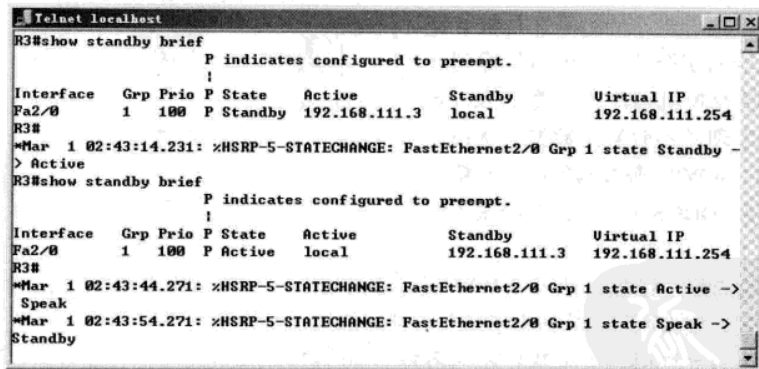 Telnet localhost
R3#show standby brief
P indicates configured to preempt.
|
Interface Grp Prio P State Active Standby Virtual IP
Fa2/0 1 100 P Standby 192.168.111.3 local 192.168.111.254
R3#
*Mar 1 02:43:14.231: %HSRP-5-STATECHANGE: FastEthernet2/0 Grp 1 state Standby -
> Active
R3#show standby brief
P indicates configured to preempt.
|
Interface Grp Prio P State Active Standby Virtual IP
Fa2/0 1 100 P Active local 192.168.111.3 192.168.111.254
R3#
*Mar 1 02:43:44.271: %HSRP-5-STATECHANGE: FastEthernet2/0 Grp 1 state Active ->
Speak
*Mar 1 02:43:54.271: %HSRP-5-STATECHANGE: FastEthernet2/0 Grp 1 state Speak ->
Standby